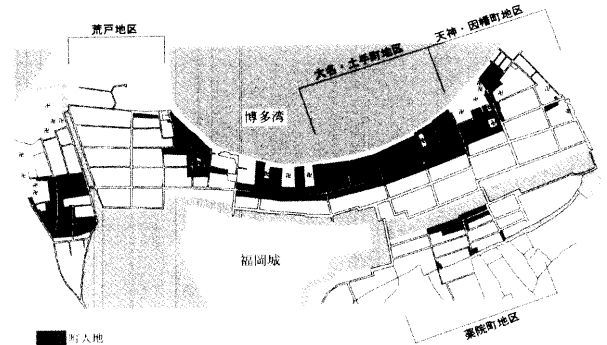 荒戸地区
天神・因幡町地区
大名・土手町地区
博多湾
福岡城
薬院町地区
町人地